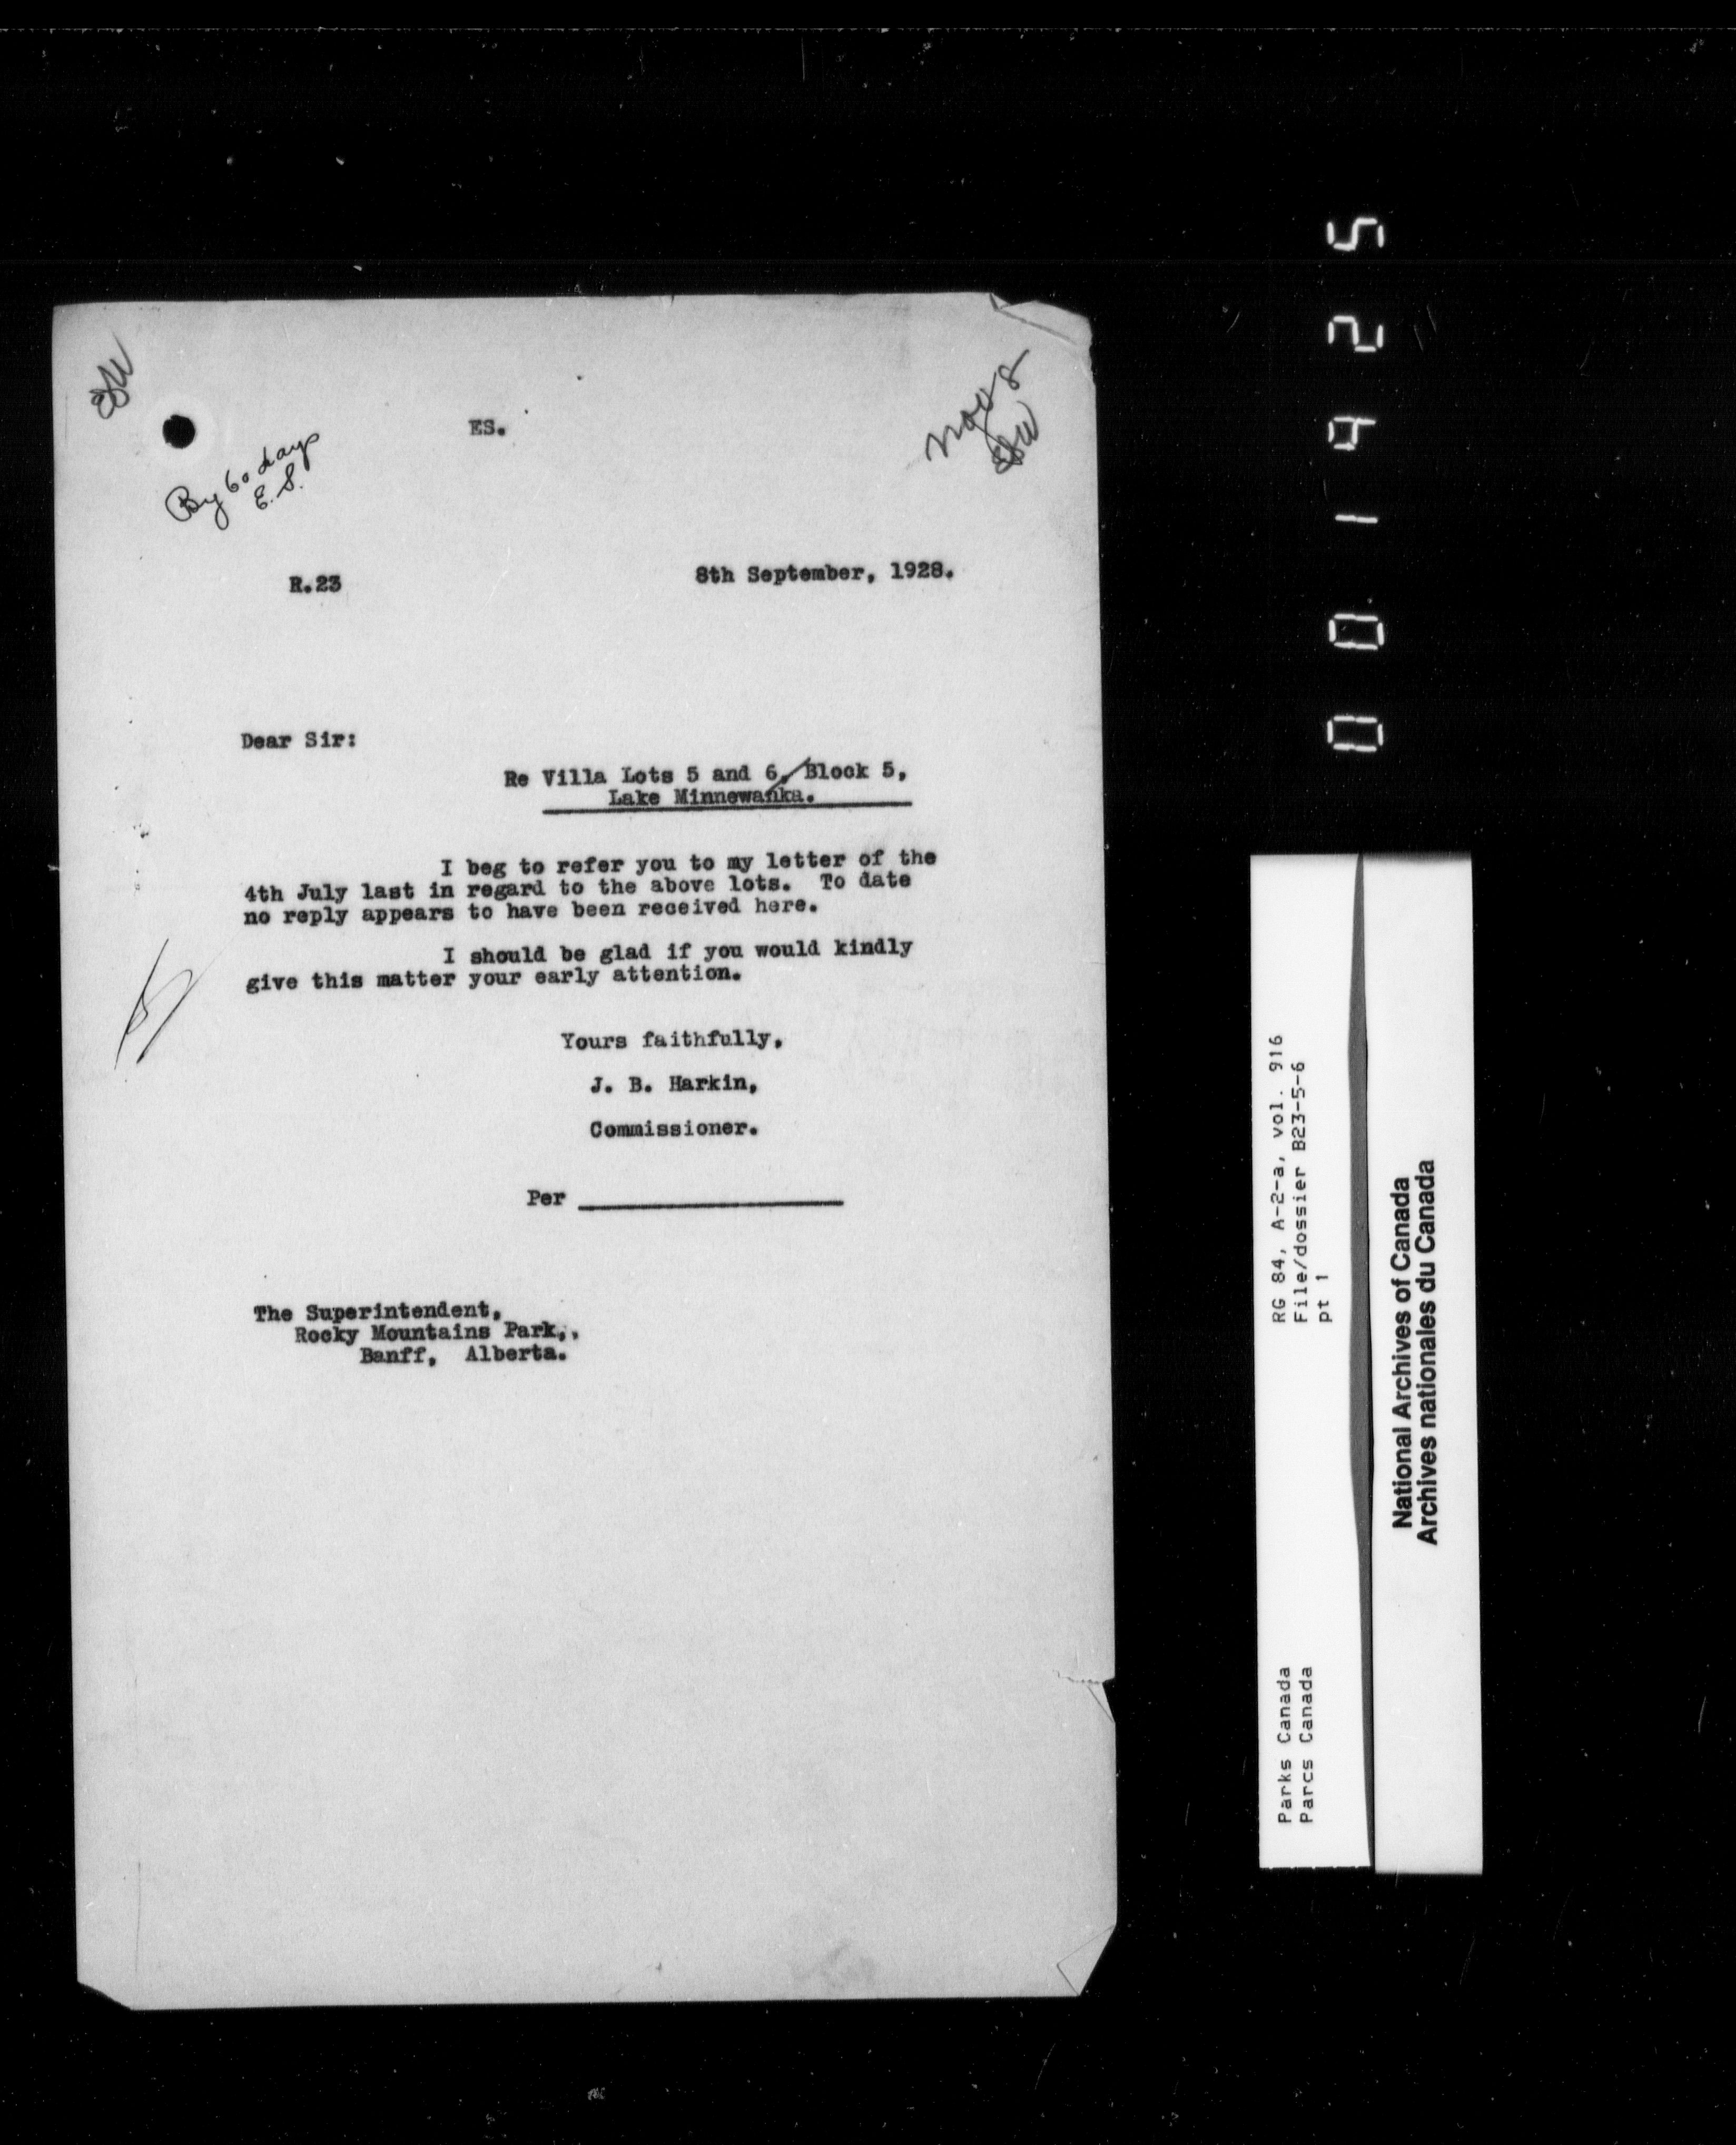 ES.
By 60 days
E. S.
Nov 8
R.23
8th September, 1928.
Dear Sir:
Re Villa Lots 5 and 6, Block 5,
Lake Minnewanka.
I beg to refer you to my letter of the
4th July last in regard to the above lots. To date
no reply appears to have been received here.
I should be glad if you would kindly
give this matter your early attention.
Yours faithfully,
J. B. Harkin,
Commissioner.
Per
The Superintendent,
Rocky Mountains Park,.
Banff, Alberta.
001925
RG 84, A-2-a, vol. 916
File/dossier B23-5-6
pt 1
Parks Canada
Parcs Canada
National Archives of Canada
Archives nationales du Canada